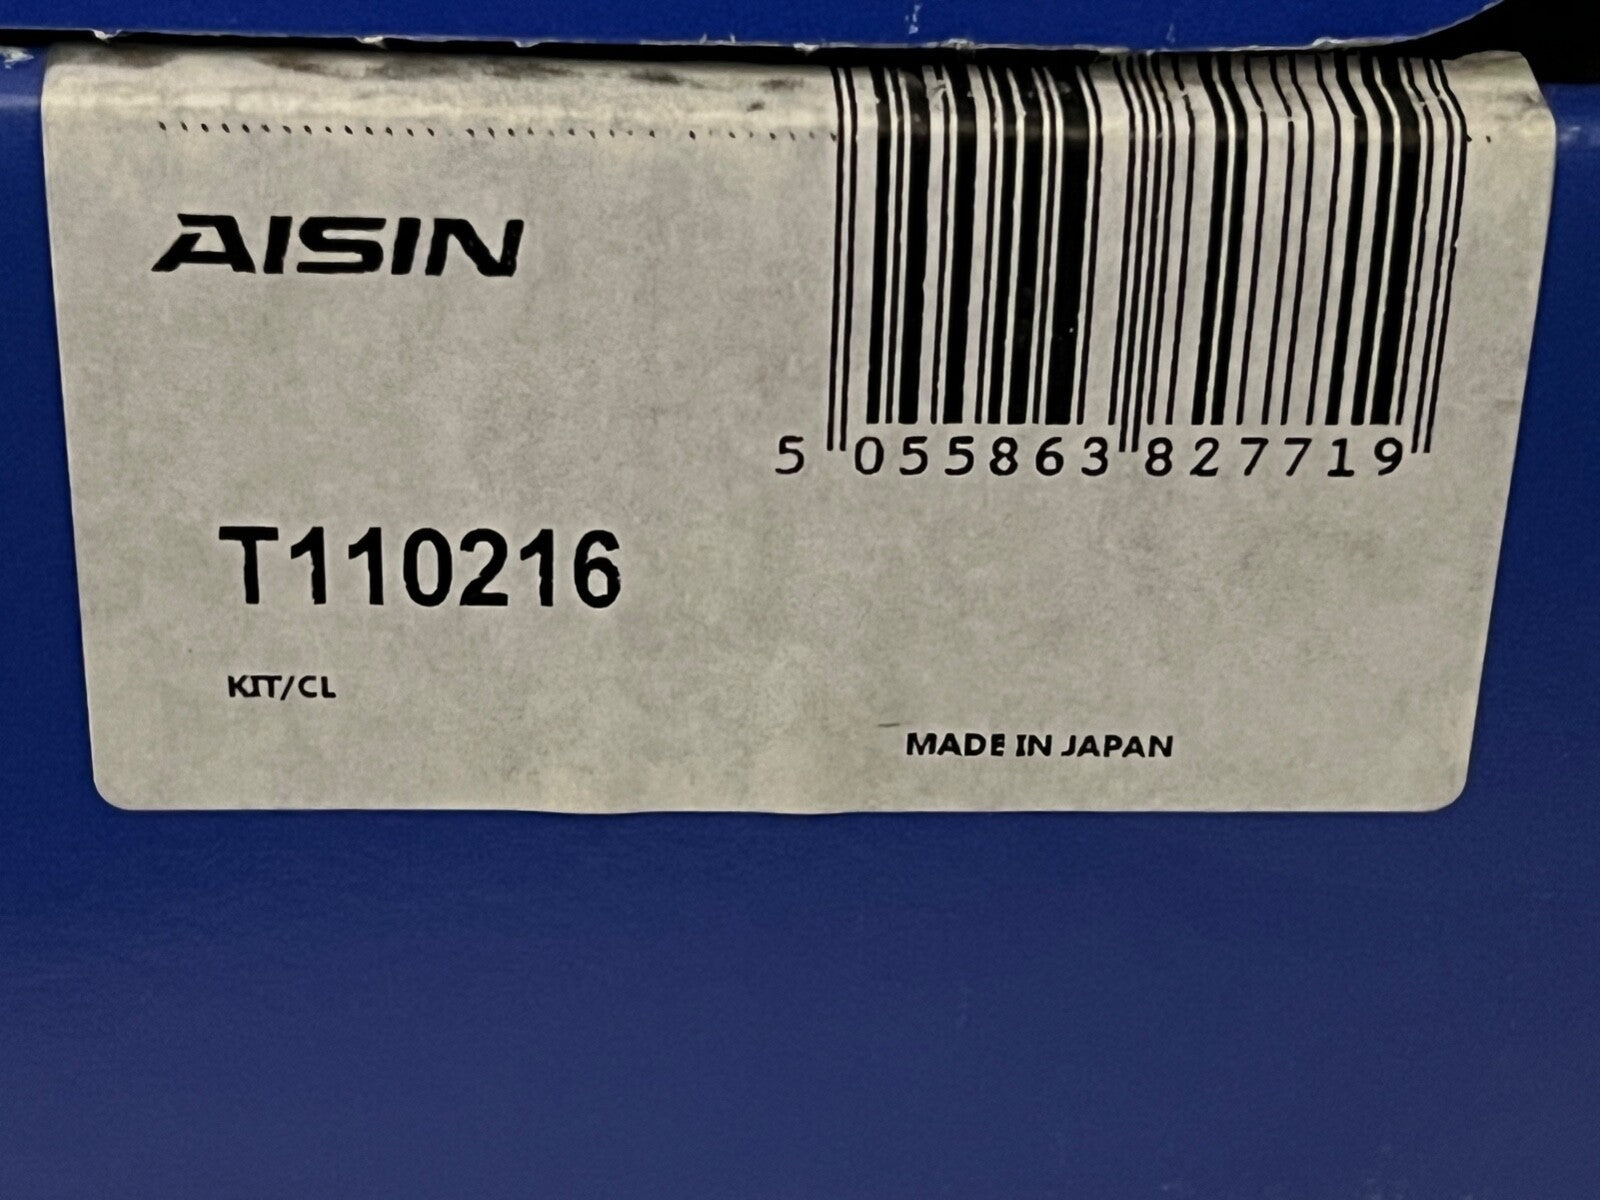 AISIN
5 055863 827719
T110216
KIT/CL
MADE IN JAPAN